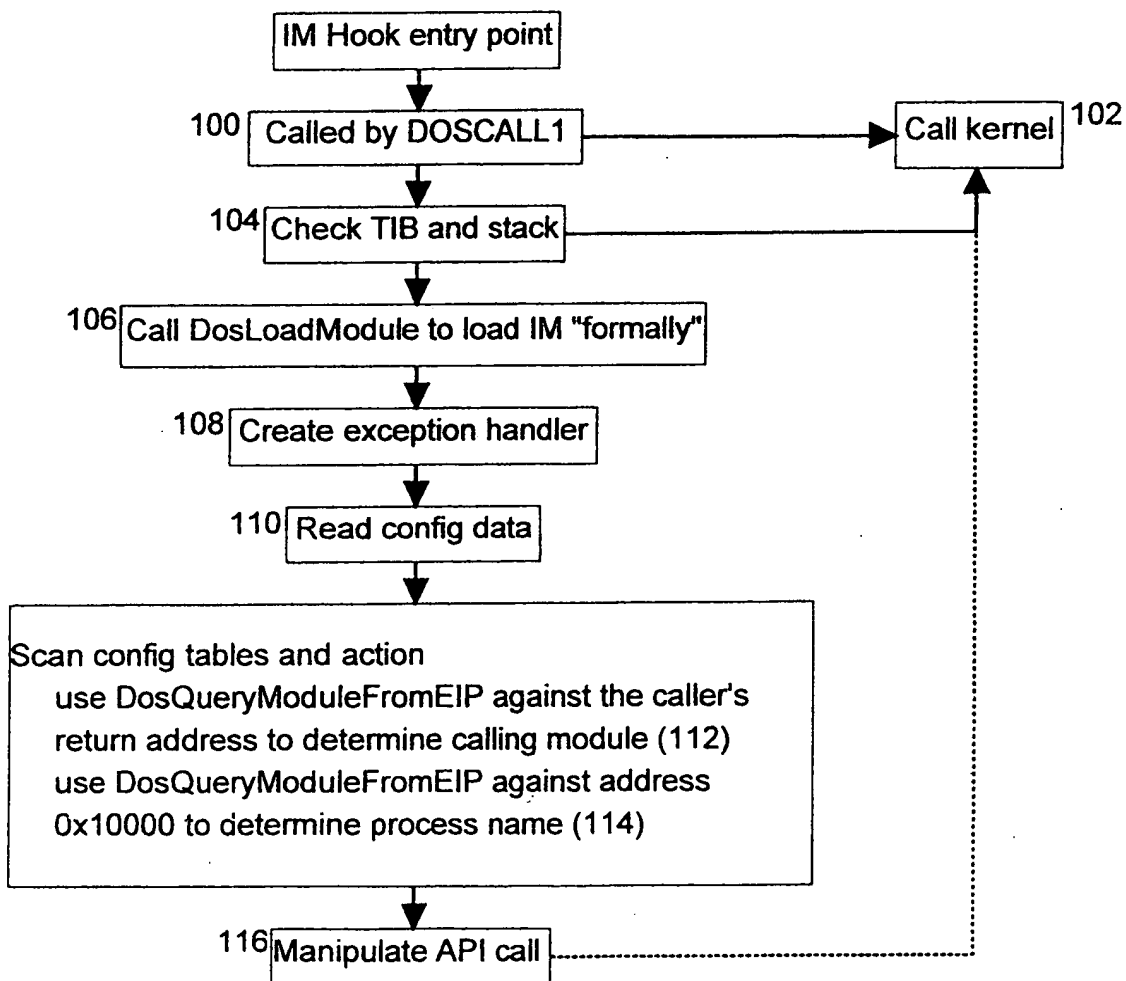 IM Hook entry point
100 Called by DOSCALL1
Call kernel 102
104 Check TIB and stack
106 Call DosLoadModule to load IM "formally"
108 Create exception handler
110 Read config data
Scan config tables and action
use DosQueryModuleFromEIP against the caller's
return address to determine calling module (112)
use DosQueryModuleFromEIP against address
0x10000 to determine process name (114)
116 Manipulate API call